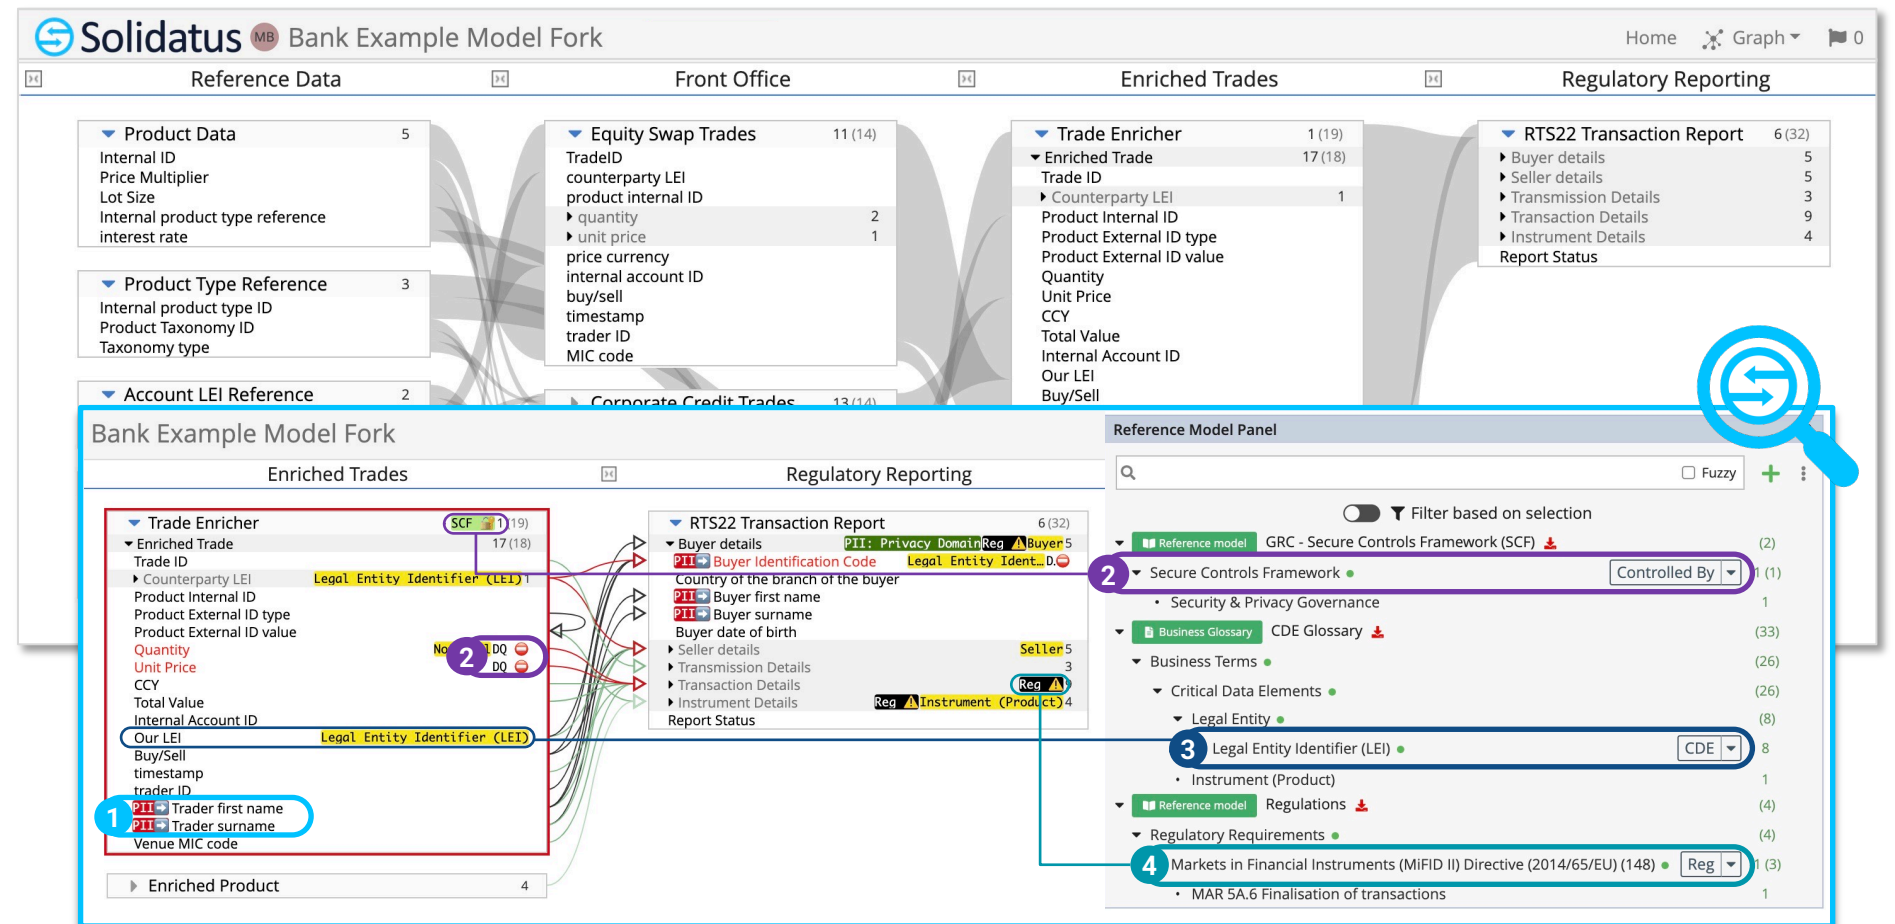 Solidatus MB Bank Example Model Fork
Home Graph 0
Reference Data
Front Office
Enriched Trades
Regulatory Reporting
Product Data 5
Internal ID
Price Multiplier
Lot Size
Internal product type reference
interest rate
Product Type Reference 3
Internal product type ID
Product Taxonomy ID
Taxonomy type
Account LEI Reference 2
Equity Swap Trades 11 (14)
TradeID
counterparty LEI
product internal ID
quantity 2
unit price 1
price currency
internal account ID
buy/sell
timestamp
trader ID
MIC code
Corporate Credit Trades 13 (14)
Trade Enricher 1 (19)
Enriched Trade 17 (18)
Trade ID
Counterparty LEI 1
Product Internal ID
Product External ID type
Product External ID value
Quantity
Unit Price
CCY
Total Value
Internal Account ID
Our LEI
Buy/Sell
RTS22 Transaction Report 6 (32)
Buyer details 5
Seller details 5
Transmission Details 3
Transaction Details 9
Instrument Details 4
Report Status
Bank Example Model Fork
Enriched Trades
Regulatory Reporting
Trade Enricher SCF 1 (19)
Enriched Trade 17 (18)
Trade ID
Counterparty LEI Legal Entity Identifier (LEI) 1
Product Internal ID
Product External ID type
Product External ID value
Quantity DQ
2
Unit Price DQ
CCY
Total Value
Internal Account ID
Our LEI Legal Entity Identifier (LEI)
Buy/Sell
timestamp
trader ID
1
PII Trader first name
PII Trader surname
Venue MIC code
Enriched Product 4
RTS22 Transaction Report 6 (32)
Buyer details PII: Privacy Domain Reg Buyer 5
PII Buyer Identification Code Legal Entity Ident… D.
Country of the branch of the buyer
PII Buyer first name
PII Buyer surname
Buyer date of birth
Seller details Seller 5
Transmission Details 3
Transaction Details Reg 9
Instrument Details Reg Instrument (Product) 4
Report Status
Reference Model Panel
Fuzzy
Filter based on selection
Reference model GRC - Secure Controls Framework (SCF) (2)
2 Secure Controls Framework Controlled By 1 (1)
Security & Privacy Governance 1
Business Glossary CDE Glossary (33)
Business Terms (26)
Critical Data Elements (26)
Legal Entity (8)
3 Legal Entity Identifier (LEI) CDE 8
Instrument (Product) 1
Reference model Regulations (4)
Regulatory Requirements (4)
4 Markets in Financial Instruments (MiFID II) Directive (2014/65/EU) (148) Reg 1 (3)
MAR 5A.6 Finalisation of transactions 1